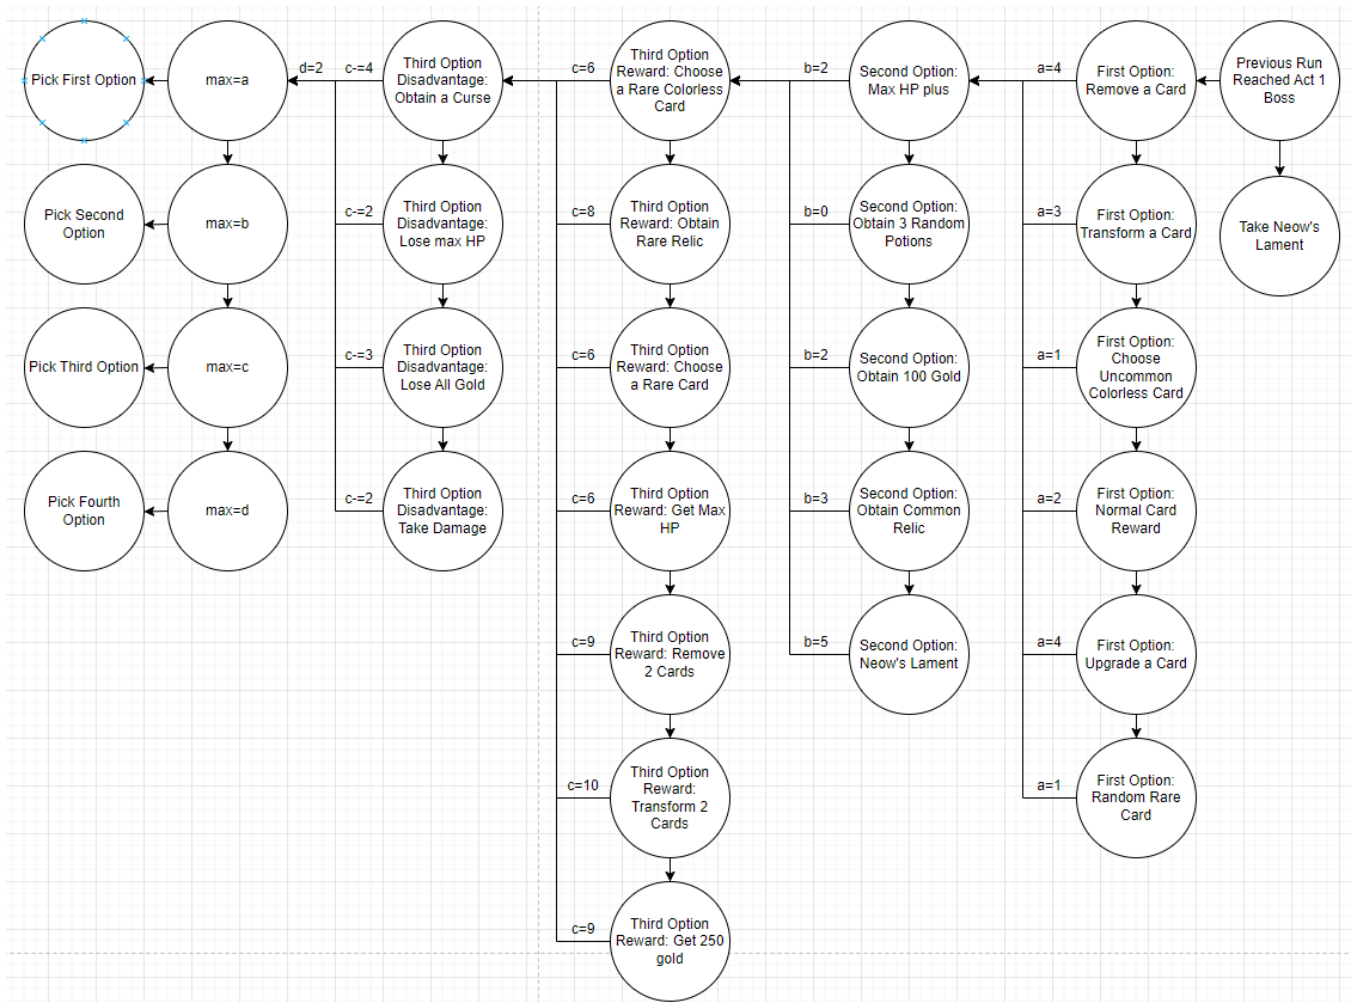 Pick First Option
max=a
d=2
c-=4
Third Option
Disadvantage:
Obtain a Curse
c=6
Third Option
Reward: Choose
a Rare Colorless
Card
b=2
Second Option:
Max HP plus
a=4
First Option:
Remove a Card
Previous Run
Reached Act 1
Boss
Pick Second
Option
max=b
c-=2
Third Option
Disadvantage:
Lose max HP
c=8
Third Option
Reward: Obtain
Rare Relic
b=0
Second Option:
Obtain 3 Random
Potions
a=3
First Option:
Transform a Card
Take Neow's
Lament
Pick Third Option
max=c
c-=3
Third Option
Disadvantage:
Lose All Gold
c=6
Third Option
Reward: Choose
a Rare Card
b=2
Second Option:
Obtain 100 Gold
a=1
First Option:
Choose
Uncommon
Colorless Card
Pick Fourth
Option
max=d
c-=2
Third Option
Disadvantage:
Take Damage
c=6
Third Option
Reward: Get Max
HP
b=3
Second Option:
Obtain Common
Relic
a=2
First Option:
Normal Card
Reward
c=9
Third Option
Reward: Remove
2 Cards
b=5
Second Option:
Neow's Lament
a=4
First Option:
Upgrade a Card
c=10
Third Option
Reward:
Transform 2
Cards
a=1
First Option:
Random Rare
Card
c=9
Third Option
Reward: Get 250
gold